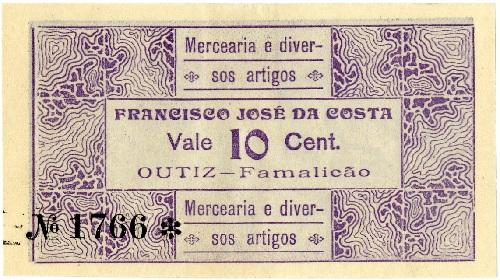 Mercearia e diver-
sos artigos
FRANCISCO JOSÉ DA COSTA
Vale 10 Cent.
OUTIZ—Famalicão
Mercearia e diver-
sos artigos
Nº 1766 *